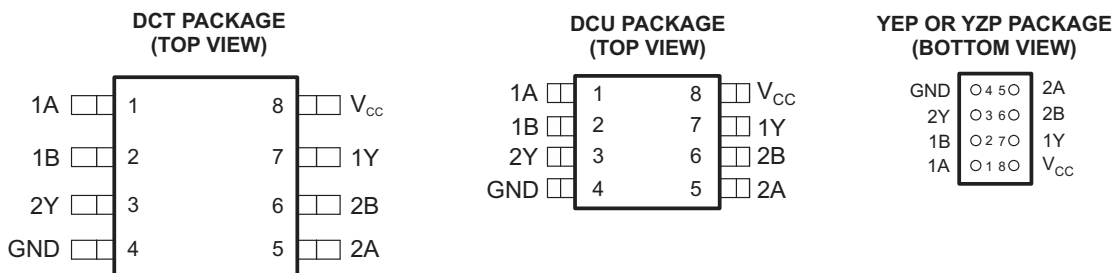 DCT PACKAGE
(TOP VIEW)
1A 1 8 VCC
1B 2 7 1Y
2Y 3 6 2B
GND 4 5 2A
DCU PACKAGE
(TOP VIEW)
1A 1 8 VCC
1B 2 7 1Y
2Y 3 6 2B
GND 4 5 2A
YEP OR YZP PACKAGE
(BOTTOM VIEW)
GND 4 5 2A
2Y 3 6 2B
1B 2 7 1Y
1A 1 8 VCC